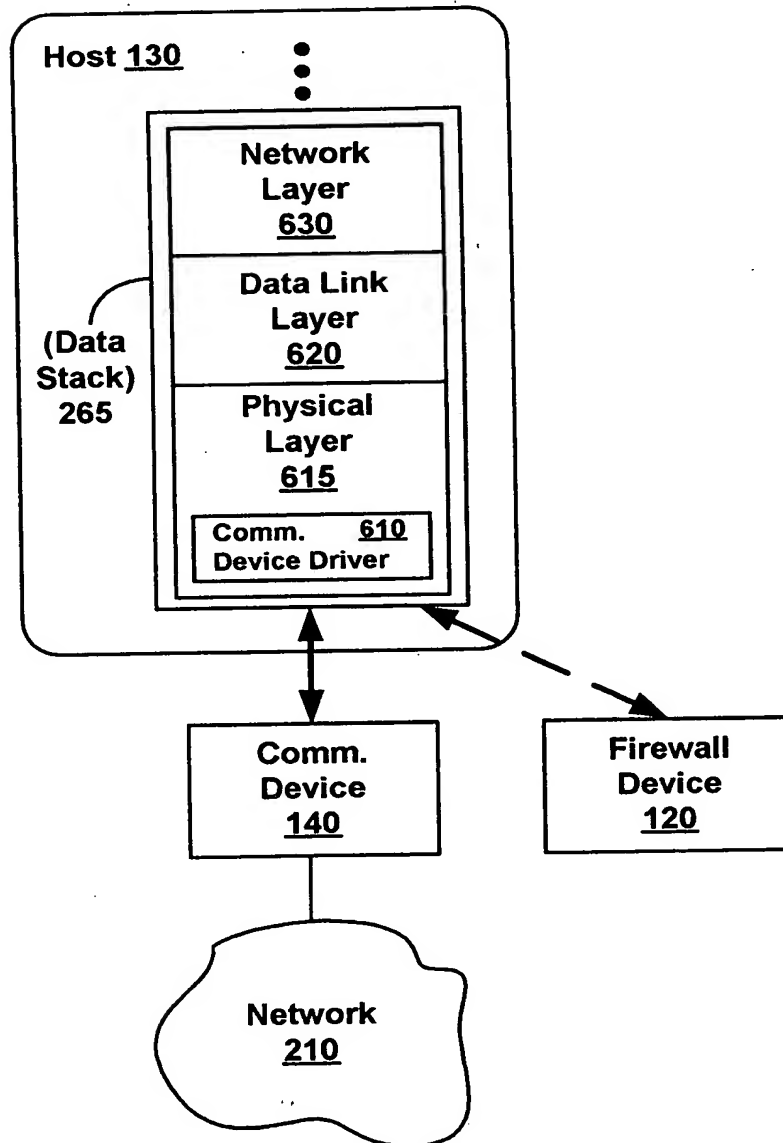 Host 130
Network
Layer
630
Data Link
Layer
620
(Data
Stack)
265
Physical
Layer
615
Comm. 610
Device Driver
Comm.
Device
140
Firewall
Device
120
Network
210